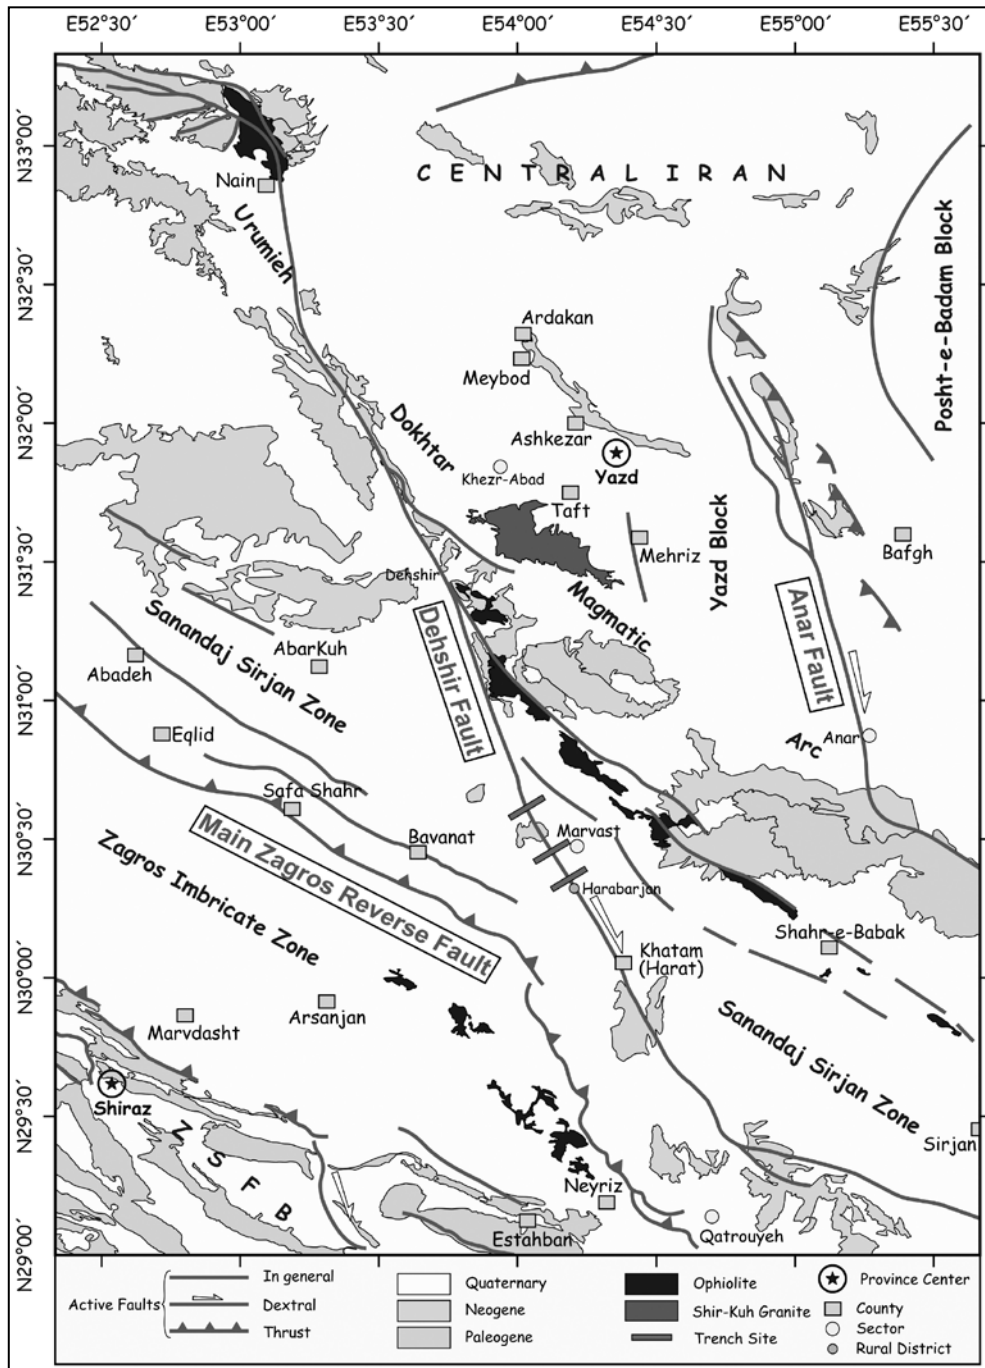 E52°30′ E53°00′ E53°30′ E54°00′ E54°30′ E55°00′ E55°30′
N33°00′
N32°30′
N32°00′
N31°30′
N31°00′
N30°30′
N30°00′
N29°30′
N29°00′
CENTRAL IRAN
Nain
Urumieh
Posht-e-Badam Block
Ardakan
Meybod
Dokhtar
Ashkezar
Khezr-Abad
Yazd
Taft
Yazd Block
Mehriz
Bafgh
Dehshir
Magmatic
Sanandaj Sirjan Zone
AbarKuh
Abadeh
Dehshir Fault
Anar Fault
Eqlid
Arc
Anar
Safa Shahr
Main Zagros Reverse Fault
Bavanat
Marvast
Zagros Imbricate Zone
Harabarjan
Shahr-e-Babak
Khatam
(Harat)
Arsanjan
Marvdasht
Sanandaj Sirjan Zone
Shiraz
ZSFB
Sirjan
Neyriz
Estahban
Qatrouyeh
Active Faults
In general
Dextral
Thrust
Quaternary
Neogene
Paleogene
Ophiolite
Shir-Kuh Granite
Trench Site
Province Center
County
Sector
Rural District